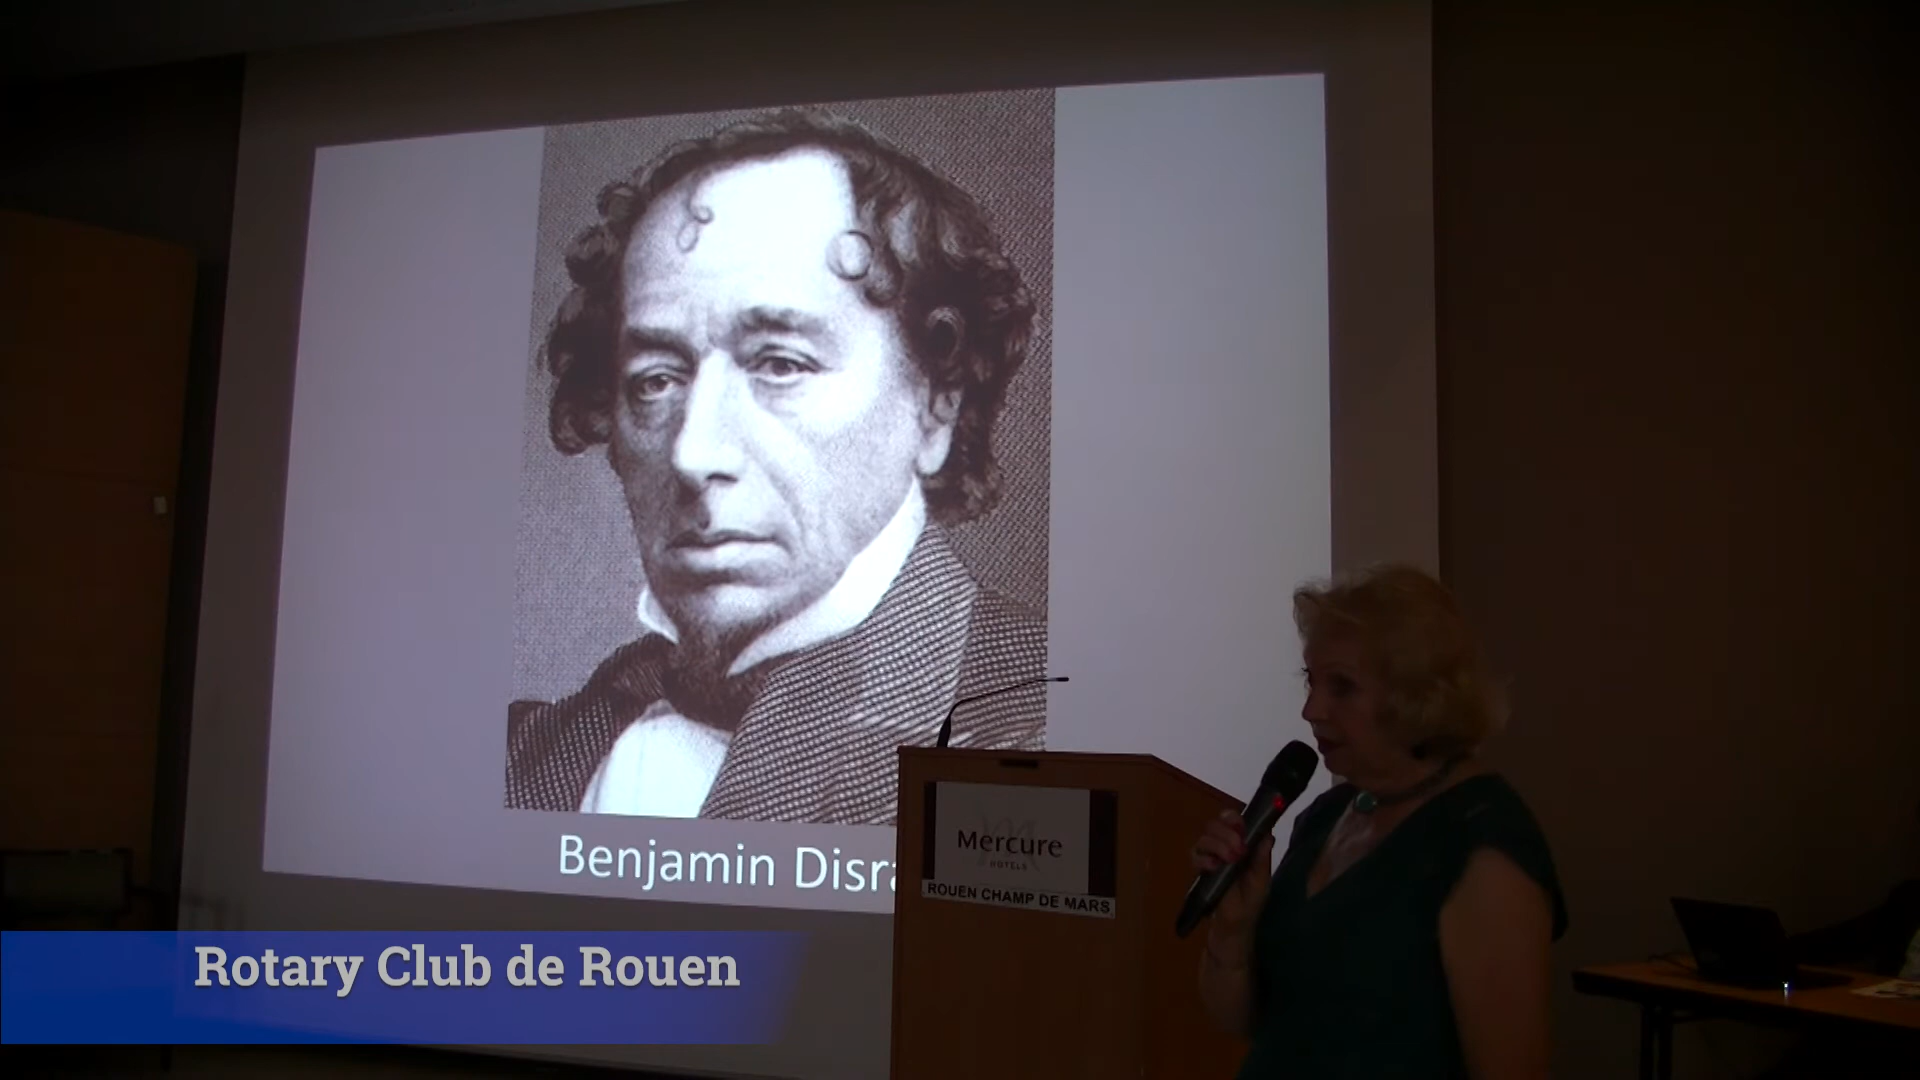 Benjamin Disra
Mercure
HOTELS
ROUEN CHAMP DE MARS
Rotary Club de Rouen